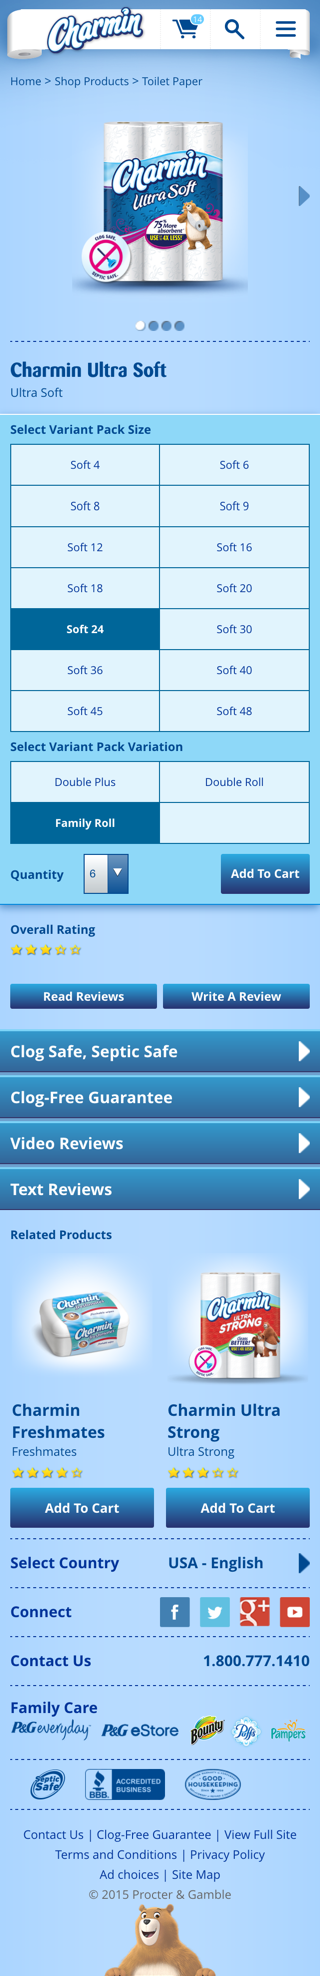 Charmin
14
Home > Shop Products > Toilet Paper
Charmin
Ultra Soft
75% More
absorbent
USE UP TO 4X LESS!
CLOG SAFE.
SEPTIC SAFE.
Charmin Ultra Soft
Ultra Soft
Select Variant Pack Size
Soft 4
Soft 6
Soft 8
Soft 9
Soft 12
Soft 16
Soft 18
Soft 20
Soft 24
Soft 30
Soft 36
Soft 40
Soft 45
Soft 48
Select Variant Pack Variation
Double Plus
Double Roll
Family Roll
Quantity
6
Add To Cart
Overall Rating
Read Reviews
Write A Review
Clog Safe, Septic Safe
Clog-Free Guarantee
Video Reviews
Text Reviews
Related Products
Charmin
Charmin
Charmin
ULTRA
STRONG
Charmin
Freshmates
Charmin Ultra
Strong
Freshmates
Ultra Strong
Add To Cart
Add To Cart
Select Country
USA - English
Connect
f
g+
Contact Us
1.800.777.1410
Family Care
P&G everyday
P&G eStore
Bounty
Puffs
Pampers
Septic
Safe
BBB.
ACCREDITED
BUSINESS
GOOD
HOUSEKEEPING
Contact Us | Clog-Free Guarantee | View Full Site
Terms and Conditions | Privacy Policy
Ad choices | Site Map
© 2015 Procter & Gamble